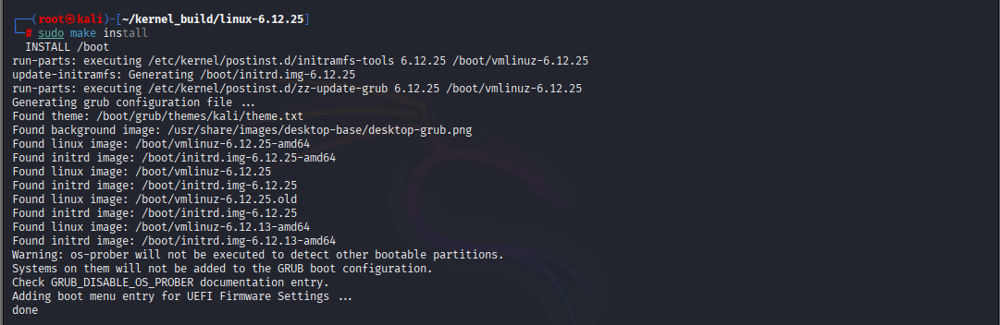 ┌──(root㉿kali)-[~/kernel_build/linux-6.12.25]
└─# sudo make install
  INSTALL /boot
run-parts: executing /etc/kernel/postinst.d/initramfs-tools 6.12.25 /boot/vmlinuz-6.12.25
update-initramfs: Generating /boot/initrd.img-6.12.25
run-parts: executing /etc/kernel/postinst.d/zz-update-grub 6.12.25 /boot/vmlinuz-6.12.25
Generating grub configuration file ...
Found theme: /boot/grub/themes/kali/theme.txt
Found background image: /usr/share/images/desktop-base/desktop-grub.png
Found linux image: /boot/vmlinuz-6.12.25-amd64
Found initrd image: /boot/initrd.img-6.12.25-amd64
Found linux image: /boot/vmlinuz-6.12.25
Found initrd image: /boot/initrd.img-6.12.25
Found linux image: /boot/vmlinuz-6.12.25.old
Found initrd image: /boot/initrd.img-6.12.25
Found linux image: /boot/vmlinuz-6.12.13-amd64
Found initrd image: /boot/initrd.img-6.12.13-amd64
Warning: os-prober will not be executed to detect other bootable partitions.
Systems on them will not be added to the GRUB boot configuration.
Check GRUB_DISABLE_OS_PROBER documentation entry.
Adding boot menu entry for UEFI Firmware Settings ...
done